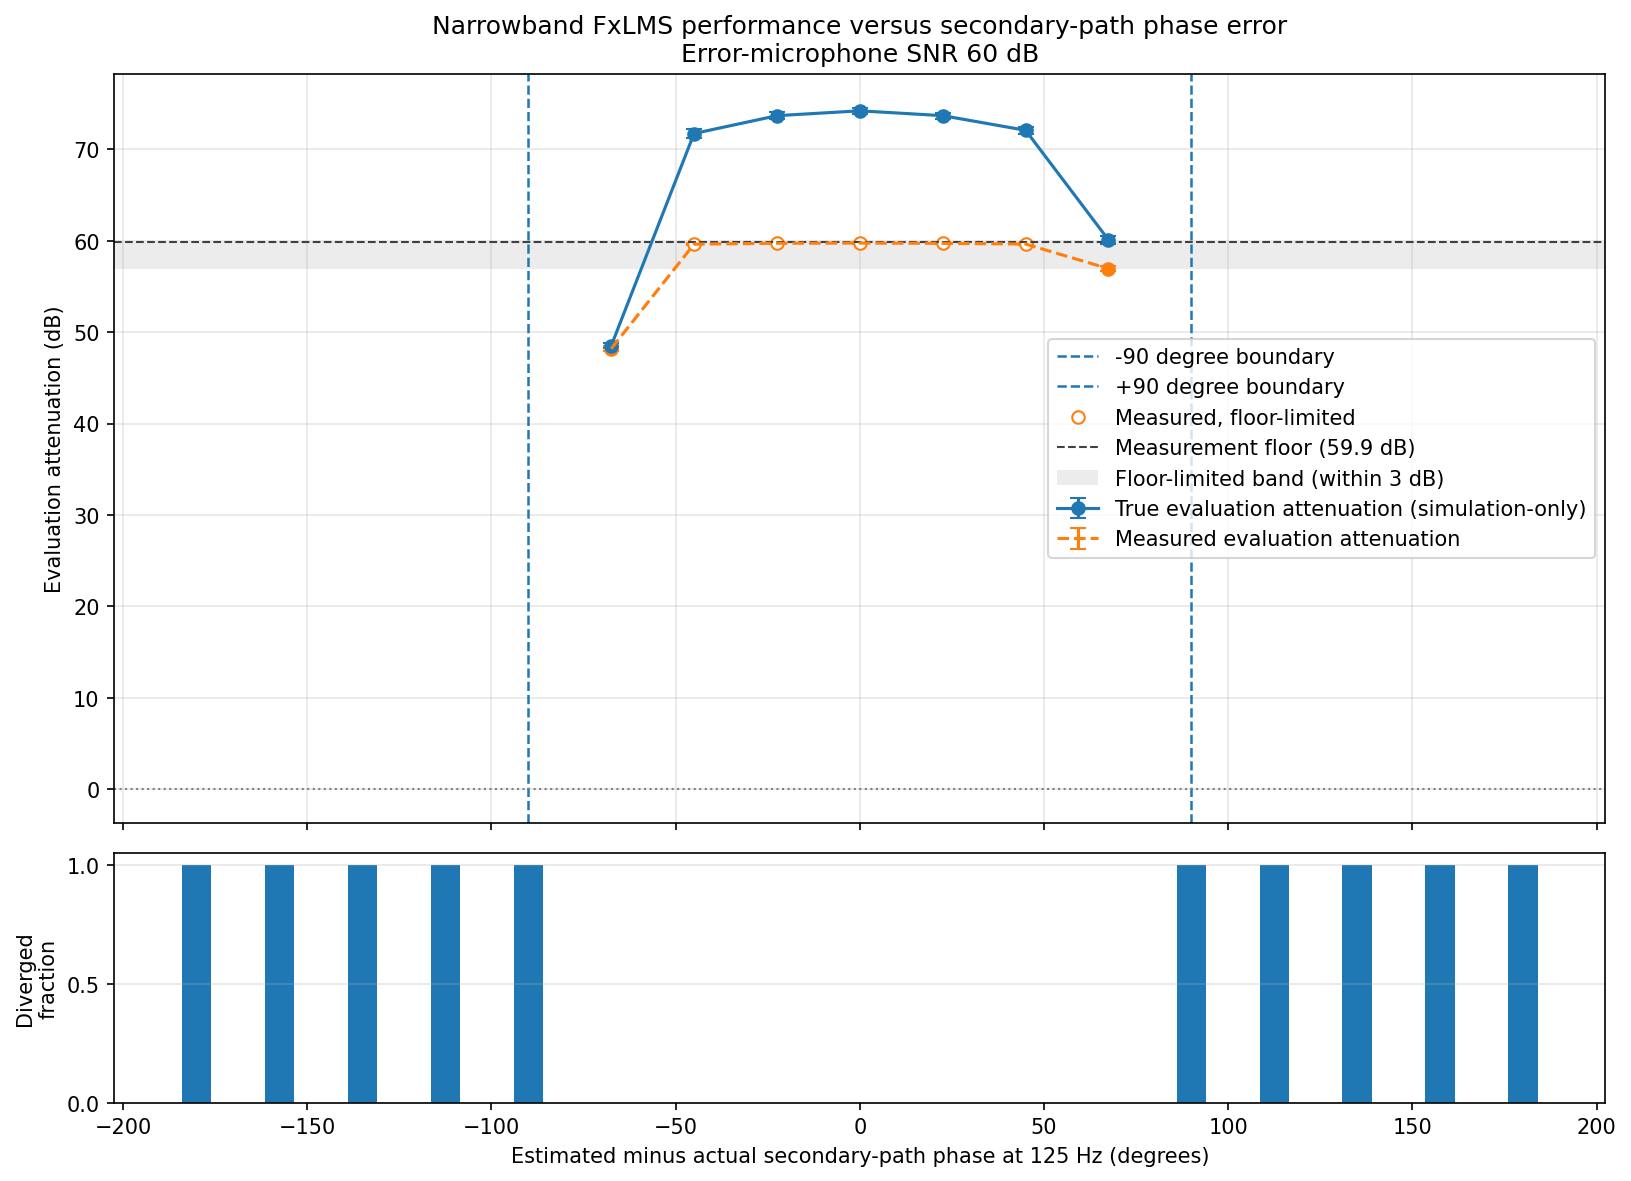 Narrowband FxLMS performance versus secondary-path phase error
Error-microphone SNR 60 dB
Evaluation attenuation (dB)
70
60
50
40
30
20
10
0
-90 degree boundary
+90 degree boundary
Measured, floor-limited
Measurement floor (59.9 dB)
Floor-limited band (within 3 dB)
True evaluation attenuation (simulation-only)
Measured evaluation attenuation
Diverged
fraction
1.0
0.5
0.0
−200
−150
−100
−50
0
50
100
150
200
Estimated minus actual secondary-path phase at 125 Hz (degrees)